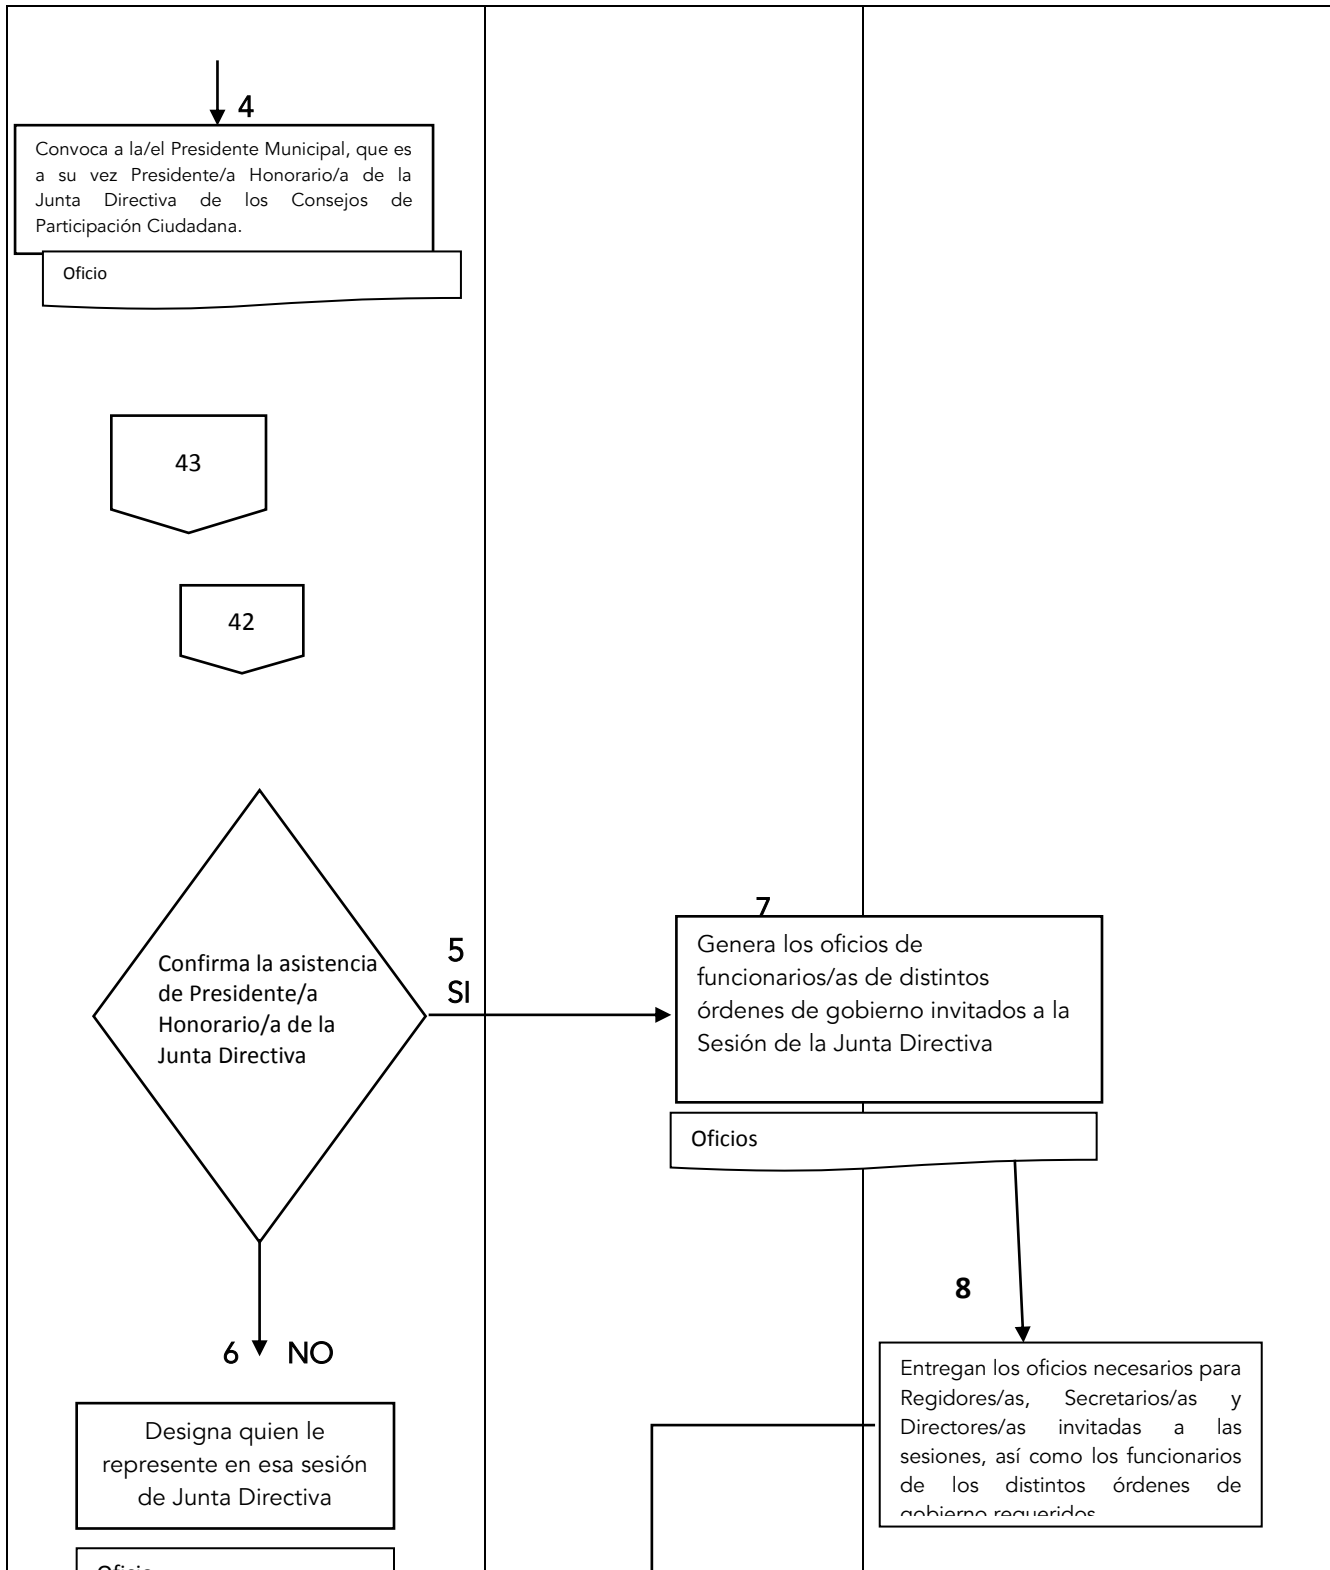 4
Convoca a la/el Presidente Municipal, que es
a su vez Presidente/a Honorario/a de la
Junta Directiva de los Consejos de
Participación Ciudadana.
Oficio
43
42
Confirma la asistencia
de Presidente/a
Honorario/a de la
Junta Directiva
5
SI
7
Genera los oficios de
funcionarios/as de distintos
órdenes de gobierno invitados a la
Sesión de la Junta Directiva
Oficios
8
6 NO
Entregan los oficios necesarios para
Regidores/as, Secretarios/as y
Directores/as invitadas a las
sesiones, así como los funcionarios
de los distintos órdenes de
gobierno requeridos
Designa quien le
represente en esa sesión
de Junta Directiva
Oficio